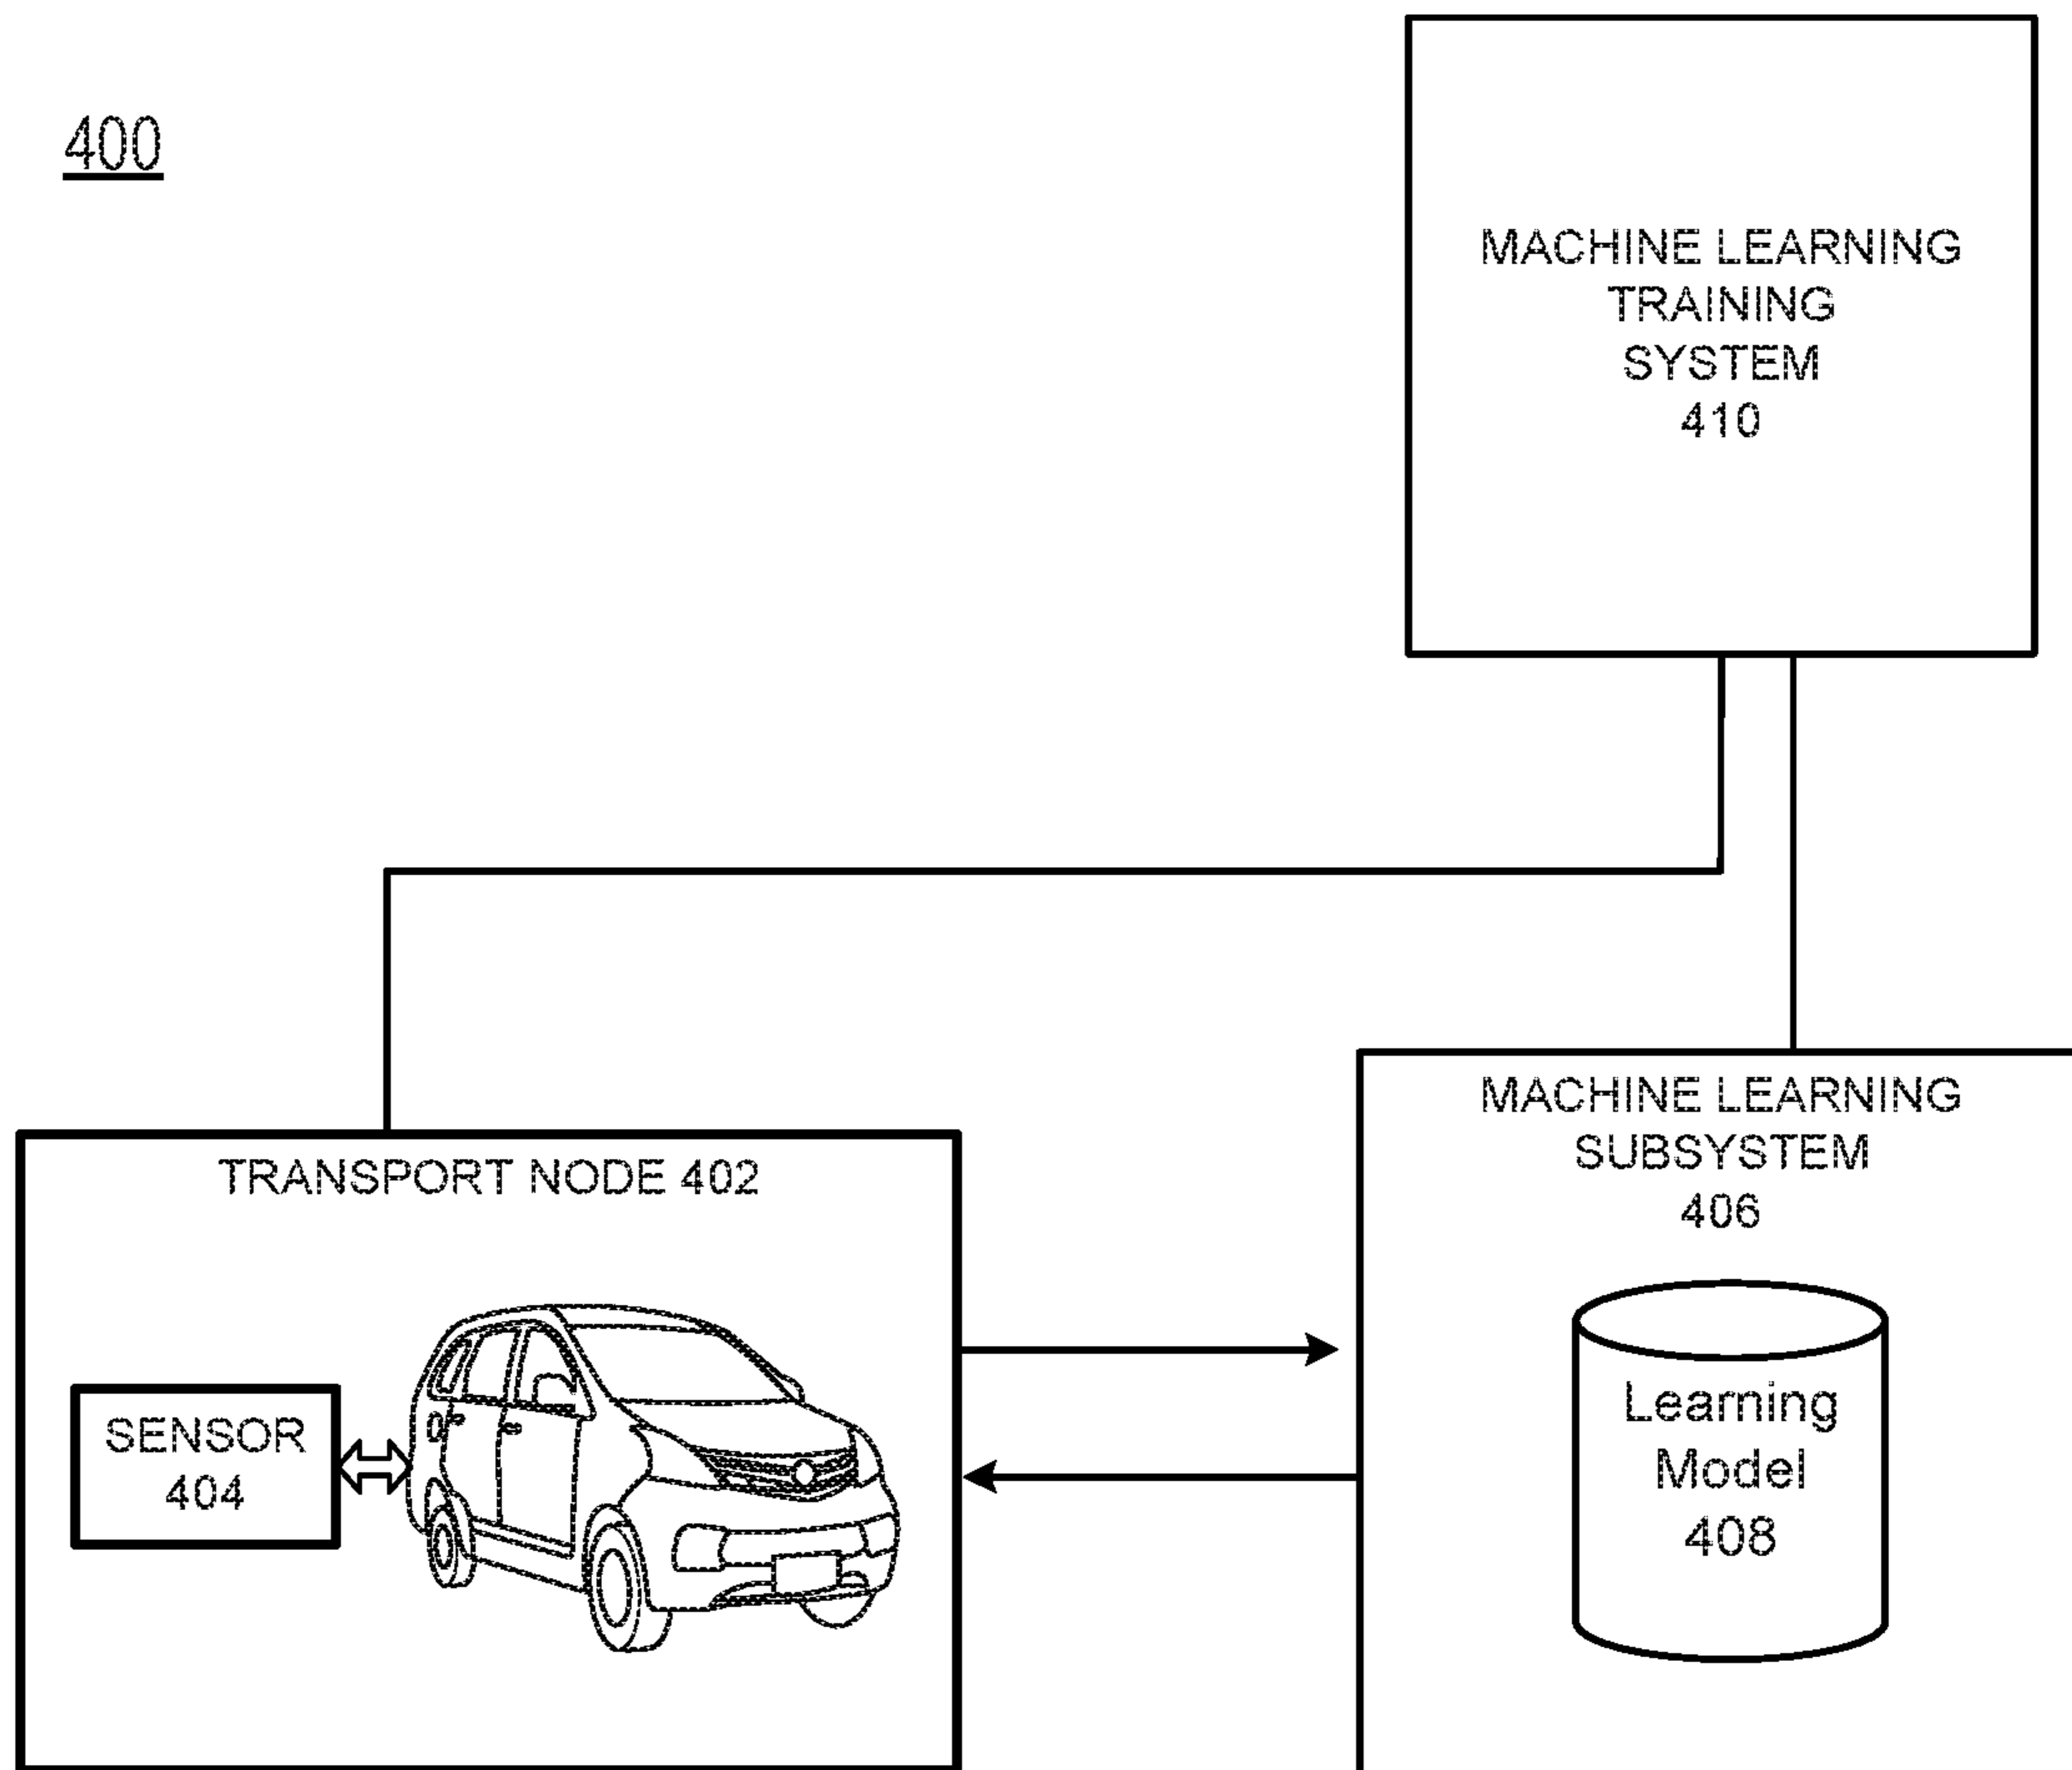 400
MACHINE LEARNING
TRAINING
SYSTEM
410
TRANSPORT NODE 402
SENSOR
404
MACHINE LEARNING
SUBSYSTEM
406
Learning
Model
408